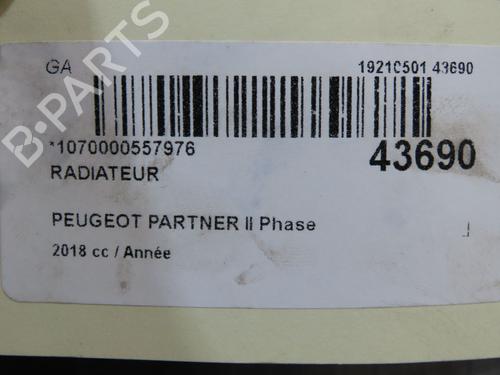 GA 19210501 43690
*1070000557976
43690
RADIATEUR
PEUGEOT PARTNER II Phase
2018 cc / Année
B-PARTS